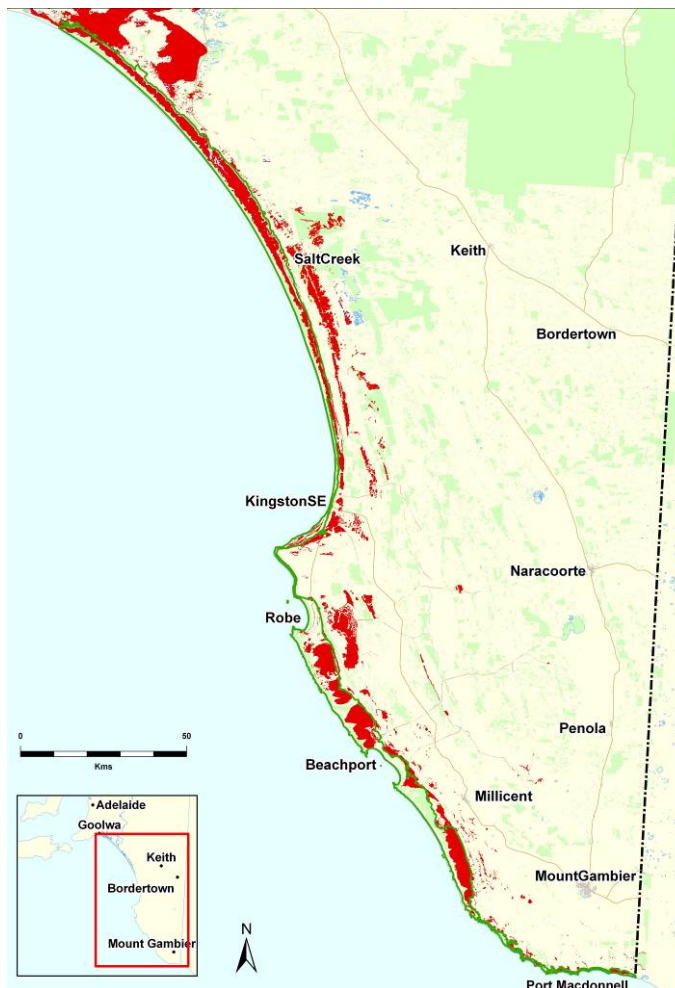 Keith
SaltCreek
Bordertown
KingstonSE
Naracoorte
Robe
Penola
0 50
Kms
Beachport
Millicent
Adelaide
Goolwa
Keith
Bordertown
Mount Gambier
MountGambier
N
Port Macdonnell